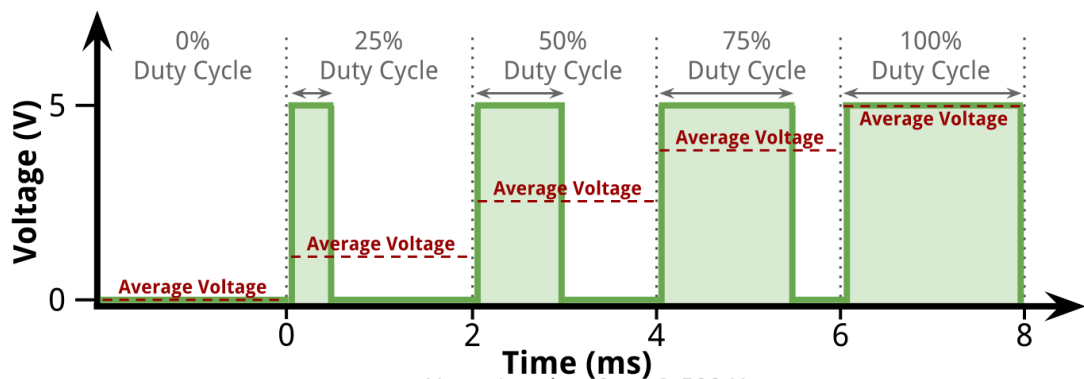 0%
Duty Cycle
25%
Duty Cycle
50%
Duty Cycle
75%
Duty Cycle
100%
Duty Cycle
Voltage (V)
5
0
Average Voltage
Average Voltage
Average Voltage
Average Voltage
Average Voltage
0 2 4 6 8
Time (ms)